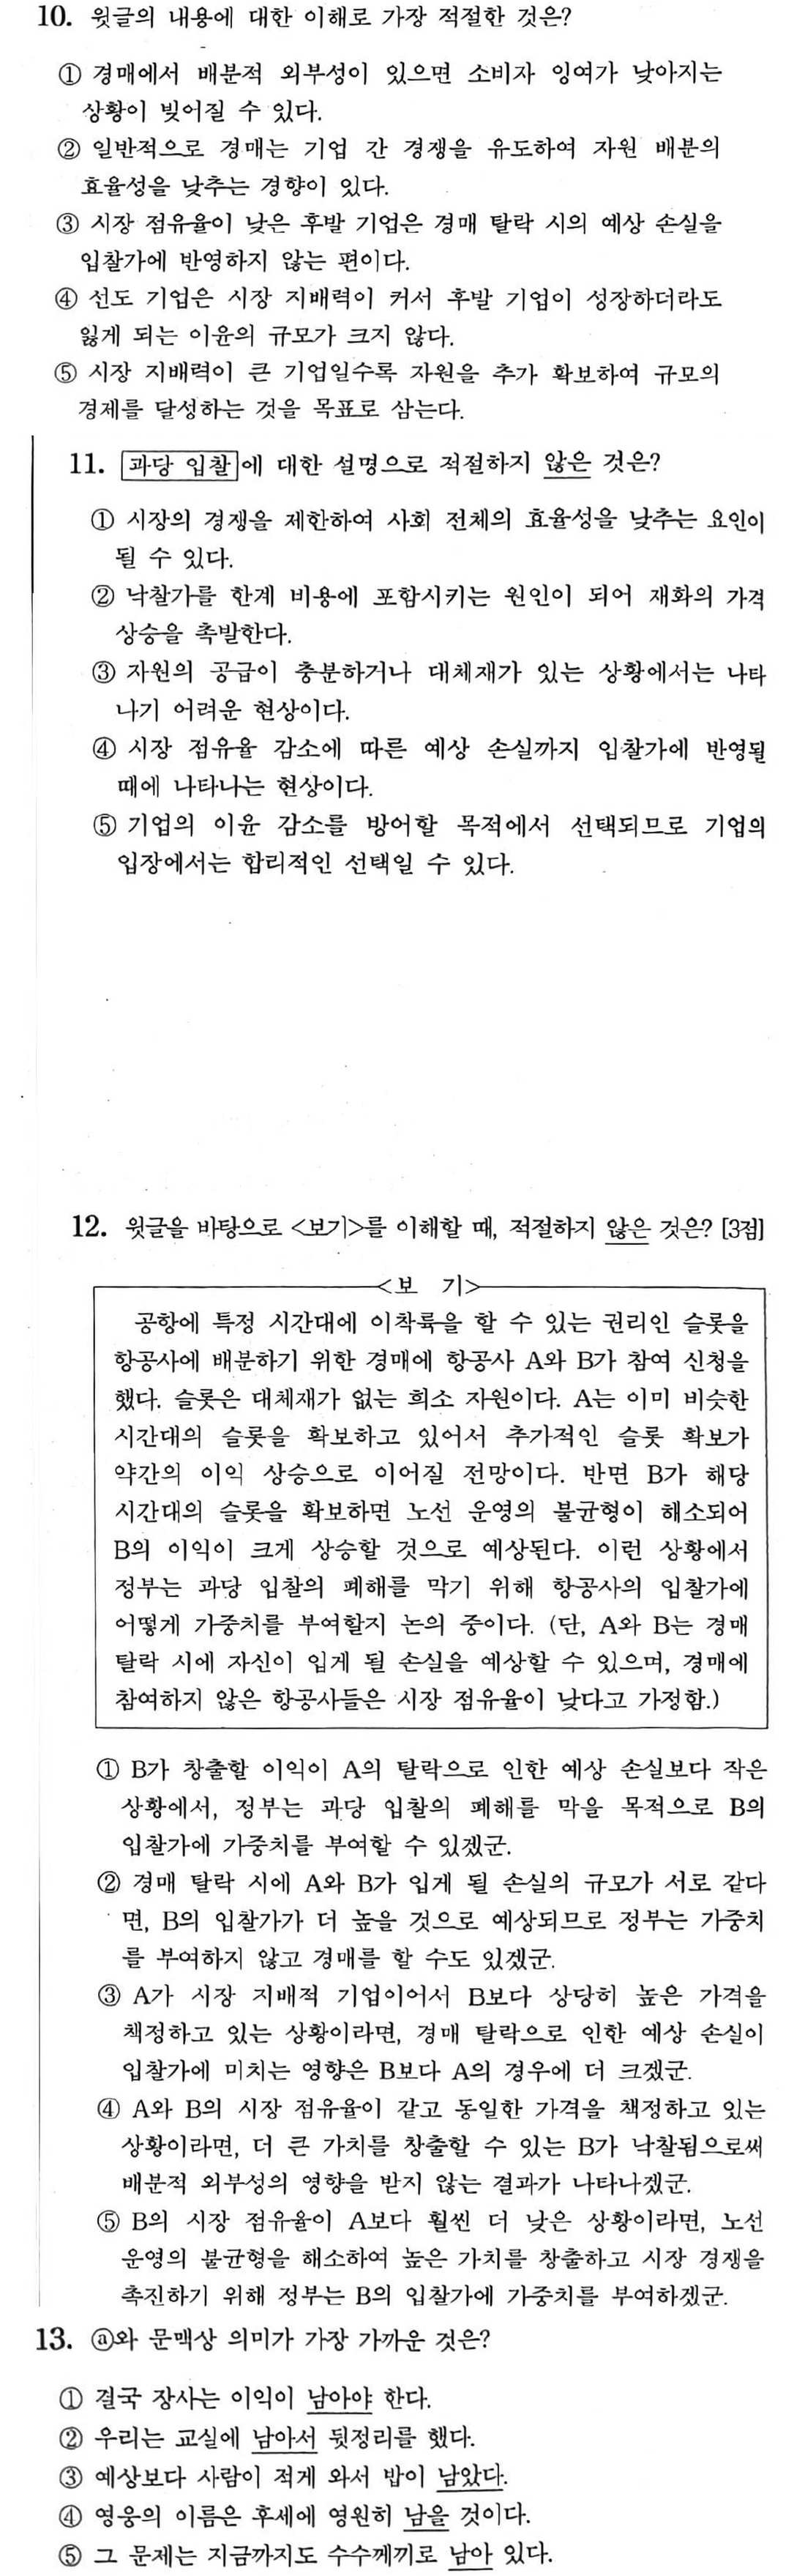 10. 윗글의 내용에 대한 이해로 가장 적절한 것은?
① 경매에서 배분적 외부성이 있으면 소비자 잉여가 낮아지는
상황이 빚어질 수 있다.
② 일반적으로 경매는 기업 간 경쟁을 유도하여 자원 배분의
효율성을 낮추는 경향이 있다.
③ 시장 점유율이 낮은 후발 기업은 경매 탈락 시의 예상 손실을
입찰가에 반영하지 않는 편이다.
④ 선도 기업은 시장 지배력이 커서 후발 기업이 성장하더라도
잃게 되는 이윤의 규모가 크지 않다.
⑤ 시장 지배력이 큰 기업일수록 자원을 추가 확보하여 규모의
경제를 달성하는 것을 목표로 삼는다.
11. 과당 입찰에 대한 설명으로 적절하지 않은 것은?
① 시장의 경쟁을 제한하여 사회 전체의 효율성을 낮추는 요인이
될 수 있다.
② 낙찰가를 한계 비용에 포함시키는 원인이 되어 재화의 가격
상승을 촉발한다.
③ 자원의 공급이 충분하거나 대체재가 있는 상황에서는 나타
나기 어려운 현상이다.
④ 시장 점유율 감소에 따른 예상 손실까지 입찰가에 반영될
때에 나타나는 현상이다.
⑤ 기업의 이윤 감소를 방어할 목적에서 선택되므로 기업의
입장에서는 합리적인 선택일 수 있다.
12. 윗글을 바탕으로 <보기>를 이해할 때, 적절하지 않은 것은? [3점]
<보 기>
공항에 특정 시간대에 이착륙을 할 수 있는 권리인 슬롯을
항공사에 배분하기 위한 경매에 항공사 A와 B가 참여 신청을
했다. 슬롯은 대체재가 없는 희소 자원이다. A는 이미 비슷한
시간대의 슬롯을 확보하고 있어서 추가적인 슬롯 확보가
약간의 이익 상승으로 이어질 전망이다. 반면 B가 해당
시간대의 슬롯을 확보하면 노선 운영의 불균형이 해소되어
B의 이익이 크게 상승할 것으로 예상된다. 이런 상황에서
정부는 과당 입찰의 폐해를 막기 위해 항공사의 입찰가에
어떻게 가중치를 부여할지 논의 중이다. (단, A와 B는 경매
탈락 시에 자신이 입게 될 손실을 예상할 수 있으며, 경매에
참여하지 않은 항공사들은 시장 점유율이 낮다고 가정함.)
① B가 창출할 이익이 A의 탈락으로 인한 예상 손실보다 작은
상황에서, 정부는 과당 입찰의 폐해를 막을 목적으로 B의
입찰가에 가중치를 부여할 수 있겠군.
② 경매 탈락 시에 A와 B가 입게 될 손실의 규모가 서로 같다
면, B의 입찰가가 더 높을 것으로 예상되므로 정부는 가중치
를 부여하지 않고 경매를 할 수도 있겠군.
③ A가 시장 지배적 기업이어서 B보다 상당히 높은 가격을
책정하고 있는 상황이라면, 경매 탈락으로 인한 예상 손실이
입찰가에 미치는 영향은 B보다 A의 경우에 더 크겠군.
④ A와 B의 시장 점유율이 같고 동일한 가격을 책정하고 있는
상황이라면, 더 큰 가치를 창출할 수 있는 B가 낙찰됨으로써
배분적 외부성의 영향을 받지 않는 결과가 나타나겠군.
⑤ B의 시장 점유율이 A보다 훨씬 더 낮은 상황이라면, 노선
운영의 불균형을 해소하여 높은 가치를 창출하고 시장 경쟁을
촉진하기 위해 정부는 B의 입찰가에 가중치를 부여하겠군.
13. ⓐ와 문맥상 의미가 가장 가까운 것은?
① 결국 장사는 이익이 남아야 한다.
② 우리는 교실에 남아서 뒷정리를 했다.
③ 예상보다 사람이 적게 와서 밥이 남았다.
④ 영웅의 이름은 후세에 영원히 남을 것이다.
⑤ 그 문제는 지금까지도 수수께끼로 남아 있다.